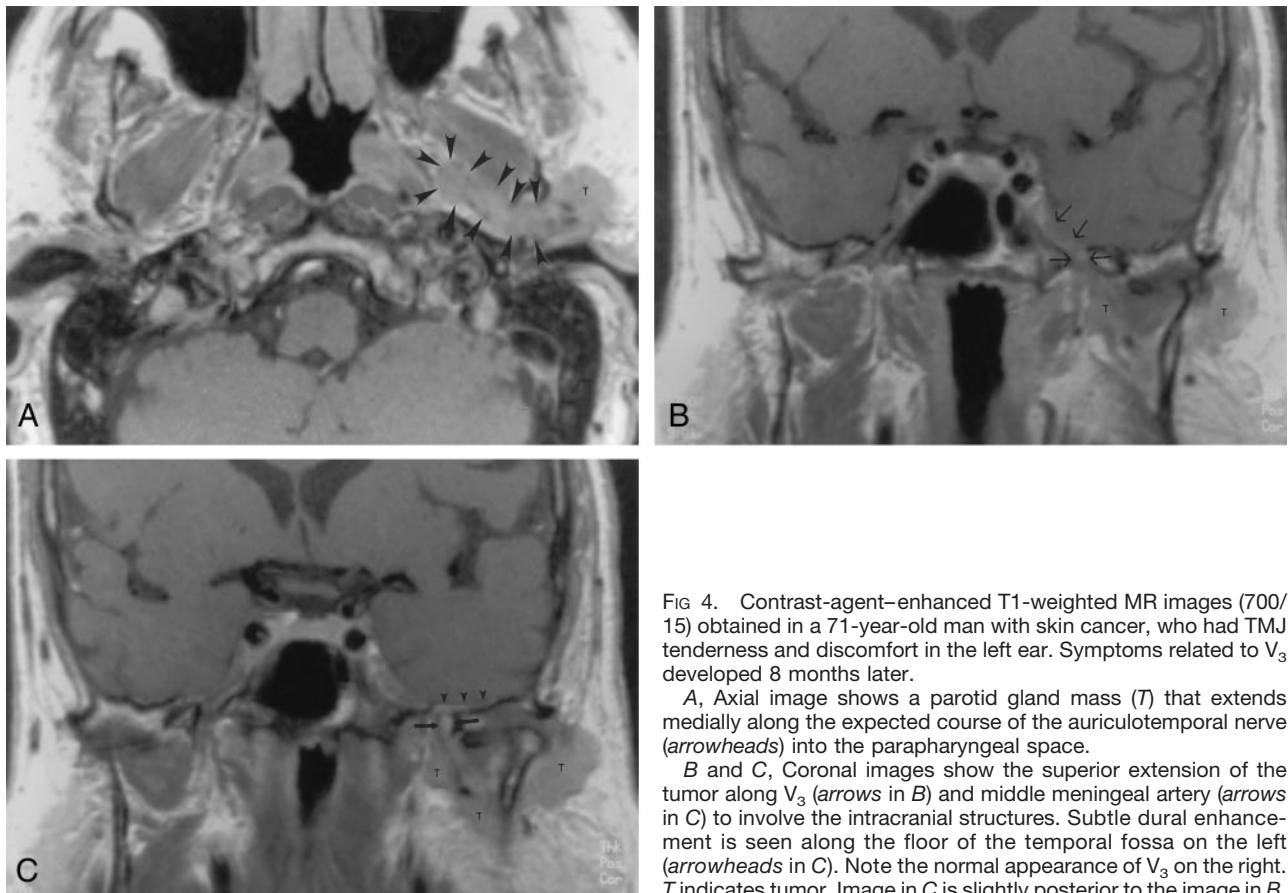 A
T
B
T
T
Pos
Cor
C
T
T
T
Thk
Pos
Cor
FIG 4. Contrast-agent–enhanced T1-weighted MR images (700/
15) obtained in a 71-year-old man with skin cancer, who had TMJ
tenderness and discomfort in the left ear. Symptoms related to V3
developed 8 months later.
A, Axial image shows a parotid gland mass (T) that extends
medially along the expected course of the auriculotemporal nerve
(arrowheads) into the parapharyngeal space.
B and C, Coronal images show the superior extension of the
tumor along V3 (arrows in B) and middle meningeal artery (arrows
in C) to involve the intracranial structures. Subtle dural enhance-
ment is seen along the floor of the temporal fossa on the left
(arrowheads in C). Note the normal appearance of V3 on the right.
T indicates tumor. Image in C is slightly posterior to the image in B.